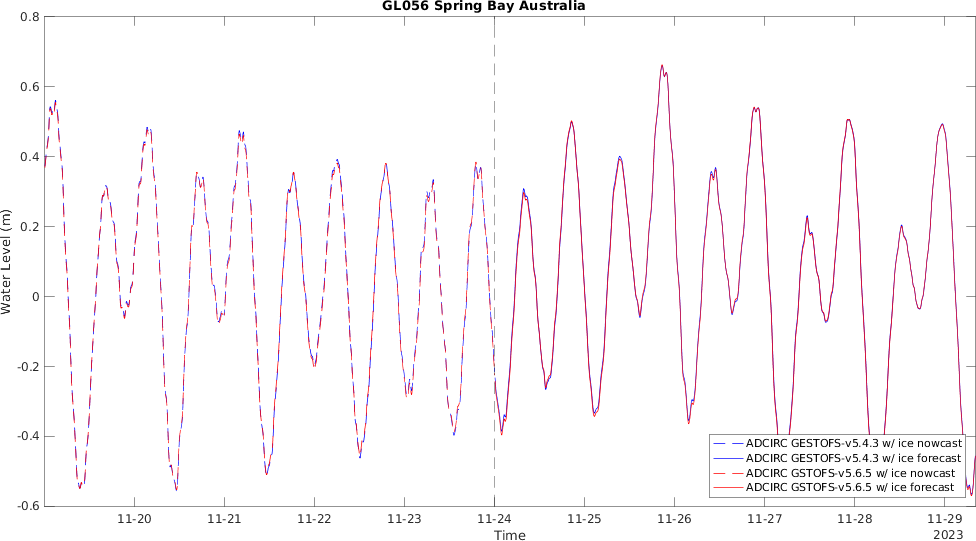 GL056 Spring Bay Australia
0.8
0.6
0.4
0.2
0
-0.2
-0.4
-0.6
Water Level (m)
ADCIRC GESTOFS-v5.4.3 w/ ice nowcast
ADCIRC GESTOFS-v5.4.3 w/ ice forecast
ADCIRC GSTOFS-v5.6.5 w/ ice nowcast
ADCIRC GSTOFS-v5.6.5 w/ ice forecast
11-20 11-21 11-22 11-23 11-24 11-25 11-26 11-27 11-28 11-29
Time
2023